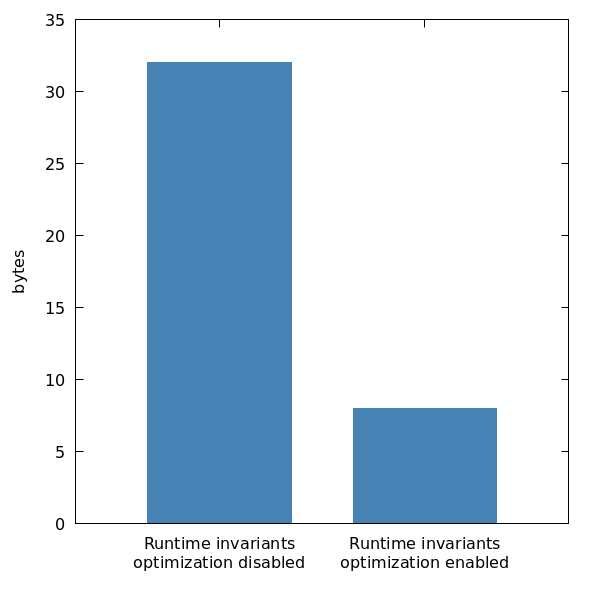 35
30
25
20
15
10
5
0
bytes
Runtime invariants
optimization disabled
Runtime invariants
optimization enabled